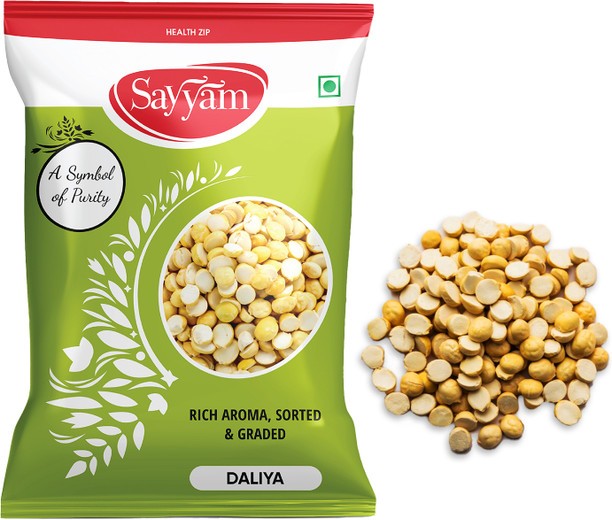 HEALTH ZIP
Sayyam
A Symbol
of Purity
RICH AROMA, SORTED
& GRADED
DALIYA